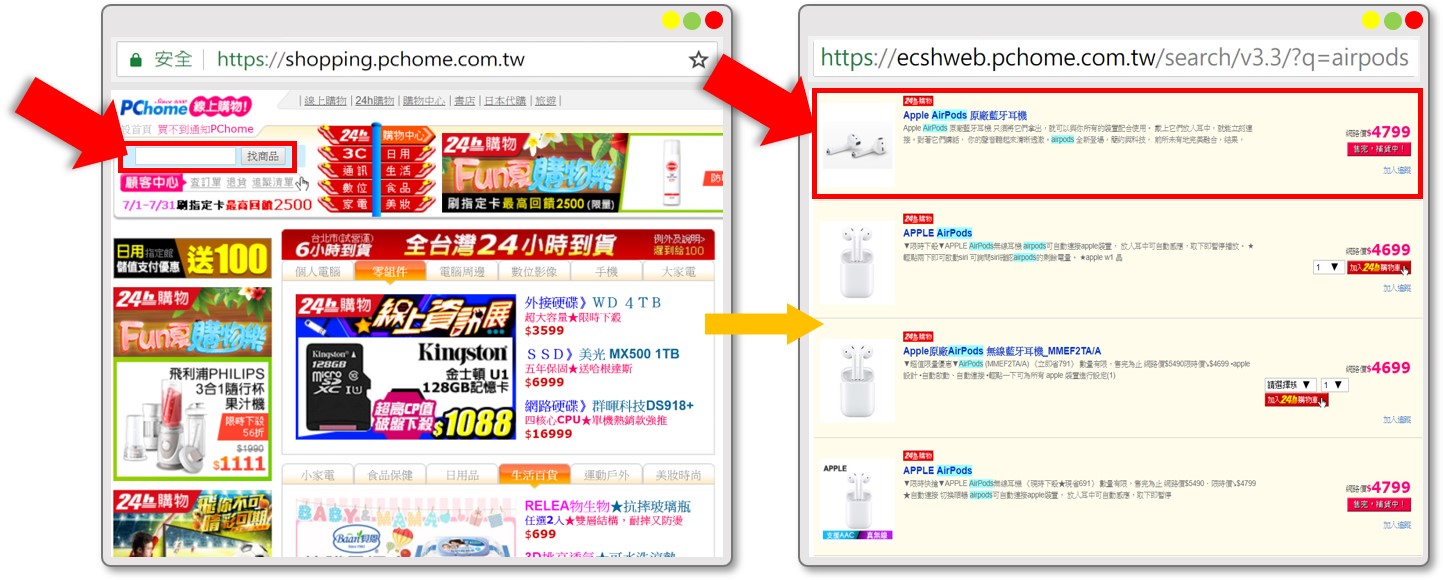 安全 https://shopping.pchome.com.tw
PChome 線上購物!
Since 2000
| 線上購物 | 24h購物 | 購物中心 | 書店 | 日本代購 | 旅遊 |
設首頁 買不到通知PChome
找商品
顧客中心 查訂單 退貨 追蹤清單
7/1-7/31刷指定卡最高回饋2500
24h 購物中心
3C 日用
通訊 生活
數位 食品
家電 美妝
24h購物
Fun夏購物樂
刷指定卡最高回饋2500 (限量)
日用指定館
儲值支付優惠 送100
台北市(試營運)
6小時到貨 全台灣24小時到貨 例外及說明>
遲到給100
個人電腦 零組件 電腦周邊 數位影像 手機 大家電
24h購物
Fun夏購物樂
飛利浦PHILIPS
3合1隨行杯
果汁機
限時下殺
56折
$1990
$1111
24h購物
線上資訊展
Kingston
128GB
micro
SD
XC I
Kingston
金士頓 U1
128GB記憶卡
超高CP值
破盤下殺 $1088
外接硬碟》WD 4TB
超大容量★限時下殺
$3599
SSD》美光 MX500 1TB
五年保固★送哈根達斯
$6999
網路硬碟》群暉科技DS918+
四核心CPU★單機熱銷款強推
$16999
小家電 食品保健 日用品 生活百貨 運動戶外 美妝時尚
24h購物
BABY & MAMA
Baan貝恩
RELEA物生物★抗摔玻璃瓶
任選2人★雙層結構，耐摔又防燙
$699
https://ecshweb.pchome.com.tw/search/v3.3/?q=airpods
24h購物
Apple AirPods 原廠藍牙耳機
Apple AirPods 原廠藍牙耳機 只須將它們拿出，就可以與你所有的裝置配合使用。戴上它們放入耳中，就能立刻連接。對著它們講話，你的聲音聽起來清晰透澈。airpods 全新登場，簡約與科技，前所未有地完美融合，結果，
網路價$4799
售完，補貨中！
加入追蹤
24h購物
APPLE AirPods
▼限時下殺▼APPLE AirPods無線耳機 airpods可自動連接apple裝置，放入耳中可自動感應，取下即暫停播放。★
輕點兩下即可啟動siri 可詢問siri確認airpods的剩餘電量。★apple w1 晶
網路價$4699
1 ▼ 加入24h購物車
加入追蹤
24h購物
Apple原廠AirPods 無線藍牙耳機_MMEF2TA/A
▼超值限量優惠▼AirPods (MMEF2TA/A)（立即省791） 數量有限，售完為止 網路價$5490限時價↘$4699 •apple
設計 •自動啟動，自動連接 •輕點一下可為所有 apple 裝置進行設定(1)
網路價$4699
請選擇規 ▼ 1 ▼
加入24h購物車
加入追蹤
24h購物
APPLE AirPods
▼限時快搶▼APPLE AirPods無線耳機（現時下殺★現省691） 數量有限，售完為止 網路價$5490．限時價↘$4799
★自動連接 切換順暢 airpods可自動連接apple裝置， 放入耳中可自動感應，取下即暫停
APPLE
支援AAC 真無線
網路價$4799
售完，補貨中！
加入追蹤